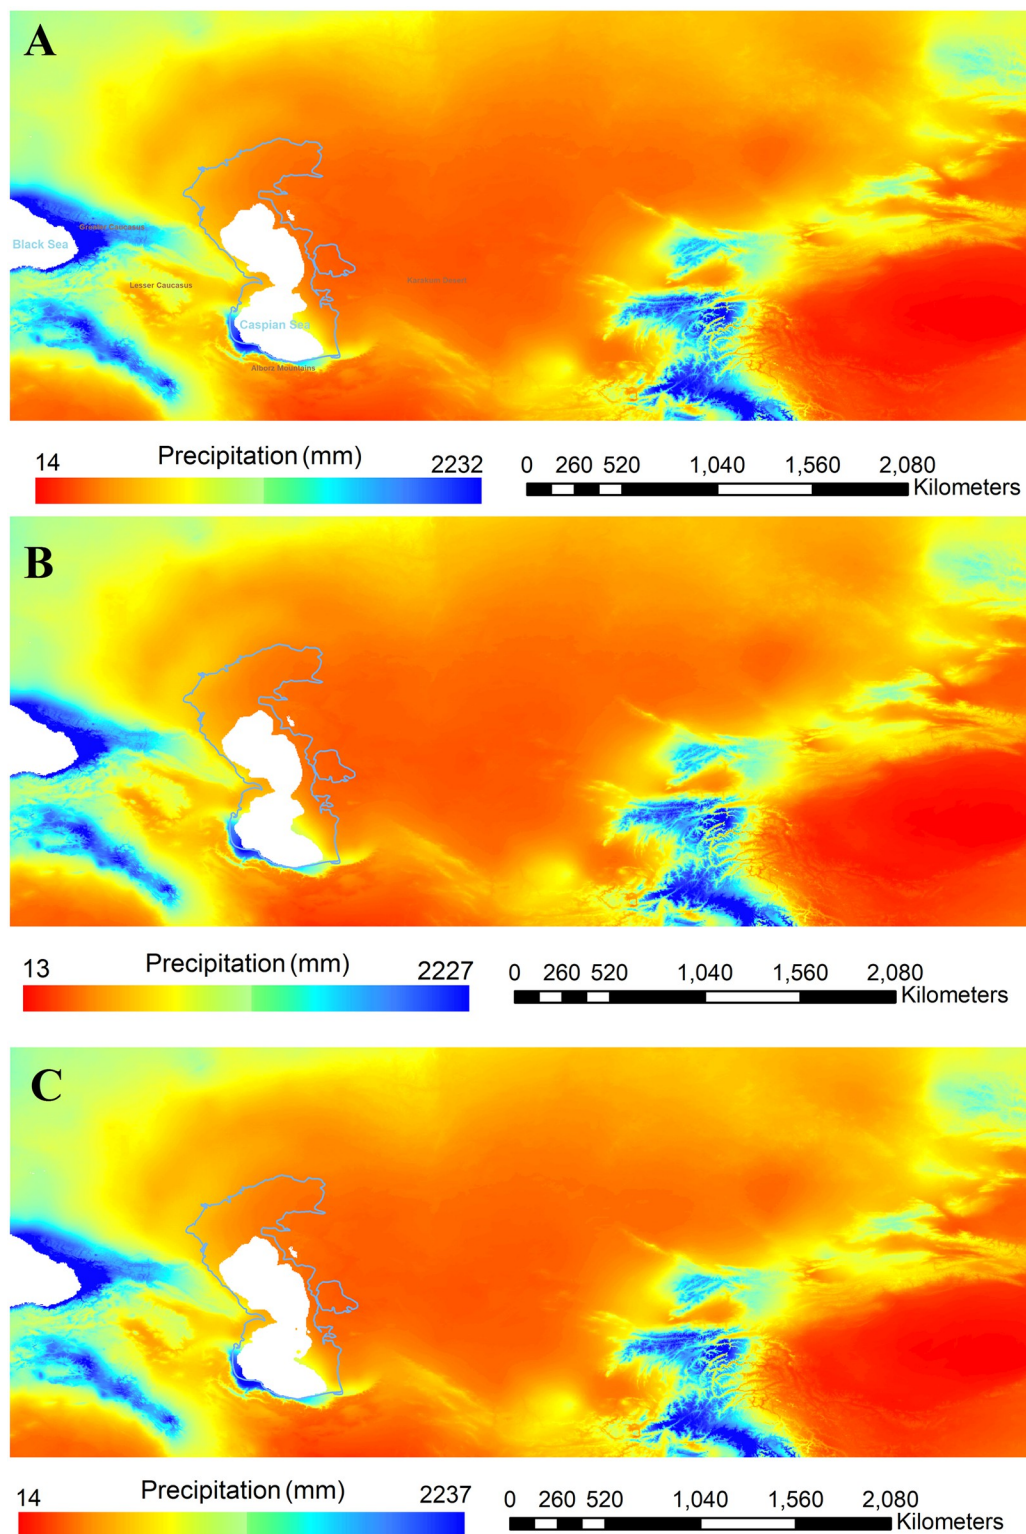 A
Greater Caucasus
Black Sea
Karakum Desert
Lesser Caucasus
Caspian Sea
Alborz Mountains
Precipitation (mm)
14 2232
0 260 520 1,040 1,560 2,080
Kilometers
B
Precipitation (mm)
13 2227
0 260 520 1,040 1,560 2,080
Kilometers
C
Precipitation (mm)
14 2237
0 260 520 1,040 1,560 2,080
Kilometers